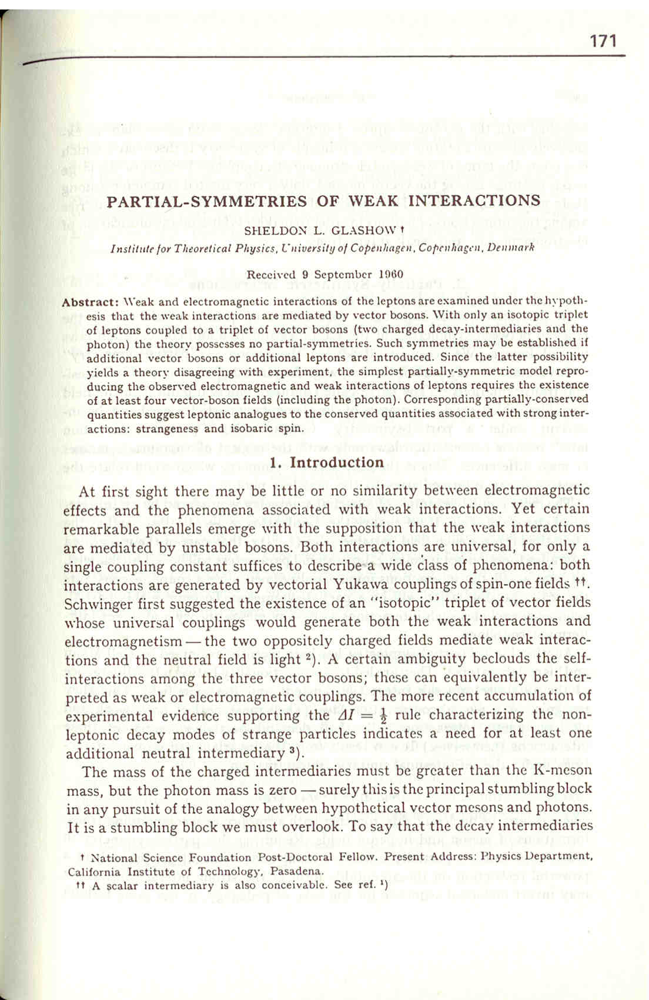 171
PARTIAL-SYMMETRIES OF WEAK INTERACTIONS
SHELDON L. GLASHOW †
Institute for Theoretical Physics, University of Copenhagen, Copenhagen, Denmark
Received 9 September 1960
Abstract: Weak and electromagnetic interactions of the leptons are examined under the hypoth-
esis that the weak interactions are mediated by vector bosons. With only an isotopic triplet
of leptons coupled to a triplet of vector bosons (two charged decay-intermediaries and the
photon) the theory possesses no partial-symmetries. Such symmetries may be established if
additional vector bosons or additional leptons are introduced. Since the latter possibility
yields a theory disagreeing with experiment, the simplest partially-symmetric model repro-
ducing the observed electromagnetic and weak interactions of leptons requires the existence
of at least four vector-boson fields (including the photon). Corresponding partially-conserved
quantities suggest leptonic analogues to the conserved quantities associated with strong inter-
actions: strangeness and isobaric spin.
1. Introduction
At first sight there may be little or no similarity between electromagnetic
effects and the phenomena associated with weak interactions. Yet certain
remarkable parallels emerge with the supposition that the weak interactions
are mediated by unstable bosons. Both interactions are universal, for only a
single coupling constant suffices to describe a wide class of phenomena: both
interactions are generated by vectorial Yukawa couplings of spin-one fields ††.
Schwinger first suggested the existence of an "isotopic" triplet of vector fields
whose universal couplings would generate both the weak interactions and
electromagnetism — the two oppositely charged fields mediate weak interac-
tions and the neutral field is light ²). A certain ambiguity beclouds the self-
interactions among the three vector bosons; these can equivalently be inter-
preted as weak or electromagnetic couplings. The more recent accumulation of
experimental evidence supporting the ΔI = ½ rule characterizing the non-
leptonic decay modes of strange particles indicates a need for at least one
additional neutral intermediary ³).
The mass of the charged intermediaries must be greater than the K-meson
mass, but the photon mass is zero — surely this is the principal stumbling block
in any pursuit of the analogy between hypothetical vector mesons and photons.
It is a stumbling block we must overlook. To say that the decay intermediaries
† National Science Foundation Post-Doctoral Fellow. Present Address: Physics Department,
California Institute of Technology, Pasadena.
†† A scalar intermediary is also conceivable. See ref. ¹)